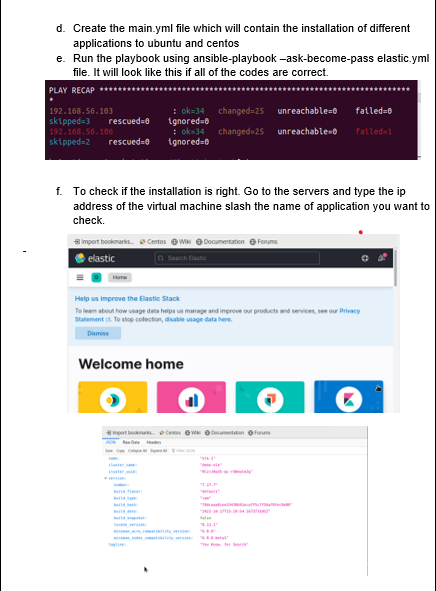 d. Create the main.yml file which will contain the installation of different
applications to ubuntu and centos
e. Run the playbook using ansible-playbook –ask-become-pass elastic.yml
file. It will look like this if all of the codes are correct.
PLAY RECAP *********************************************************************
*
192.168.56.103 : ok=34 changed=25 unreachable=0 failed=0
skipped=3 rescued=0 ignored=0
192.168.56.106 : ok=34 changed=25 unreachable=0 failed=1
skipped=2 rescued=0 ignored=0
f. To check if the installation is right. Go to the servers and type the ip
address of the virtual machine slash the name of application you want to
check.
-
Import bookmarks... Centos Wiki Documentation Forums
elastic
Search Elastic
Home
Help us improve the Elastic Stack
To learn about how usage data helps us manage and improve our products and services, see our Privacy
Statement. To stop collection, disable usage data here.
Dismiss
Welcome home
Import bookmarks... Centos Wiki Documentation Forums
JSON Raw Data Headers
Save Copy Collapse All Expand All Filter JSON
name: "elk-1"
cluster_name: "demo-elk"
cluster_uuid:
version:
number: "7.17.7"
build_flavor: "default"
build_type: "rpm"
build_hash:
build_date:
build_snapshot: false
lucene_version: "8.11.1"
minimum_wire_compatibility_version: "6.8.0"
minimum_index_compatibility_version: "6.0.0-beta1"
tagline: "You Know, for Search"